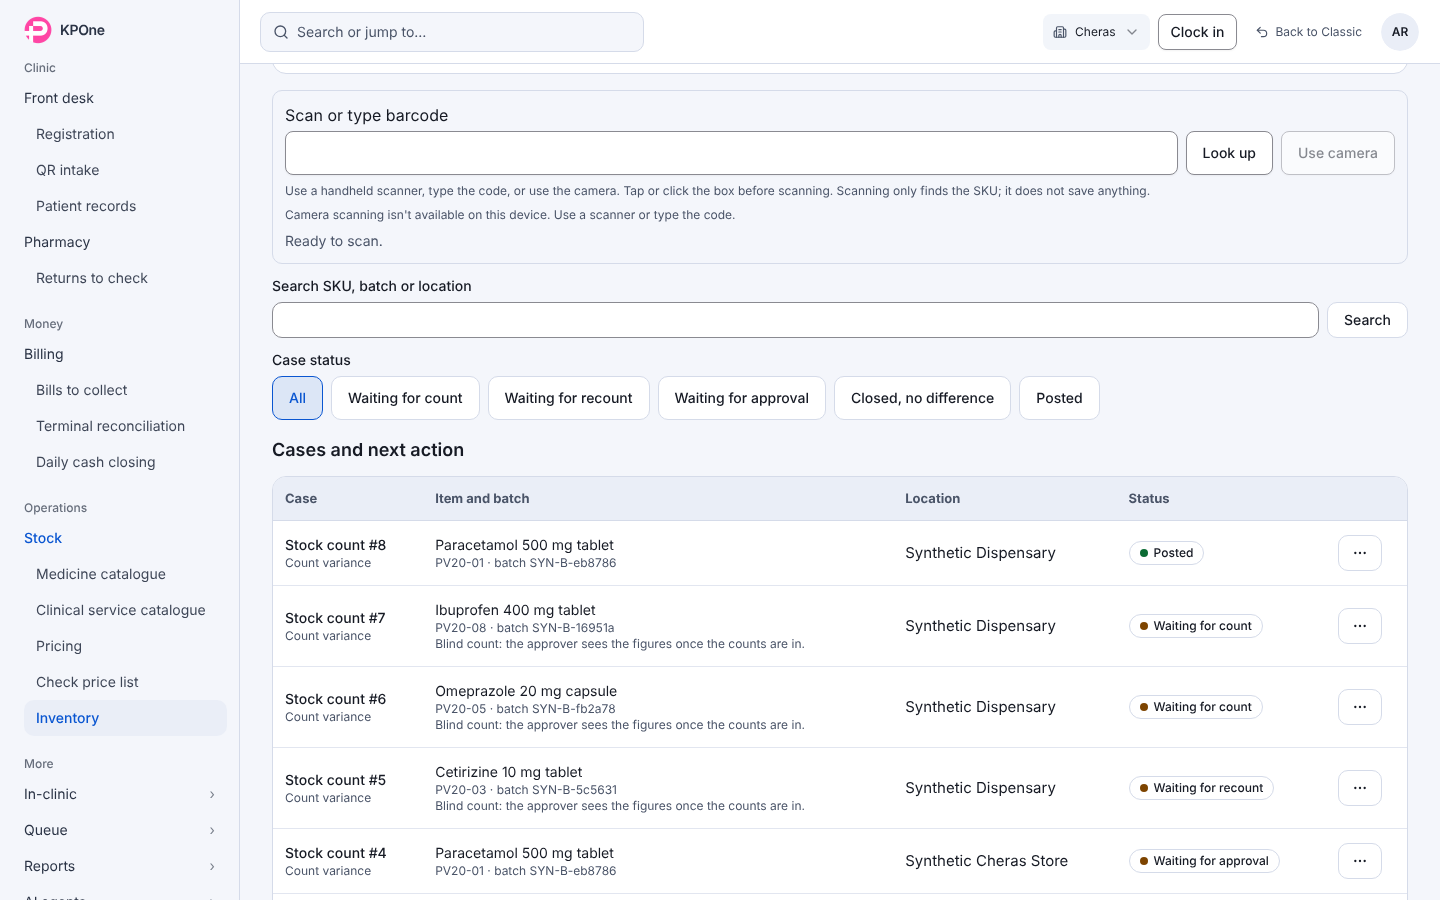 KPOne
Search or jump to...
Cheras
Clock in
Back to Classic
AR
Clinic
Front desk
Registration
QR intake
Patient records
Pharmacy
Returns to check
Money
Billing
Bills to collect
Terminal reconciliation
Daily cash closing
Operations
Stock
Medicine catalogue
Clinical service catalogue
Pricing
Check price list
Inventory
More
In-clinic
Queue
Reports
Scan or type barcode
Look up
Use camera
Use a handheld scanner, type the code, or use the camera. Tap or click the box before scanning. Scanning only finds the SKU; it does not save anything.
Camera scanning isn't available on this device. Use a scanner or type the code.
Ready to scan.
Search SKU, batch or location
Search
Case status
All
Waiting for count
Waiting for recount
Waiting for approval
Closed, no difference
Posted
Cases and next action
Case Item and batch Location Status
Stock count #8
Count variance
Paracetamol 500 mg tablet
PV20-01 · batch SYN-B-eb8786
Synthetic Dispensary
Posted
Stock count #7
Count variance
Ibuprofen 400 mg tablet
PV20-08 · batch SYN-B-16951a
Blind count: the approver sees the figures once the counts are in.
Synthetic Dispensary
Waiting for count
Stock count #6
Count variance
Omeprazole 20 mg capsule
PV20-05 · batch SYN-B-fb2a78
Blind count: the approver sees the figures once the counts are in.
Synthetic Dispensary
Waiting for count
Stock count #5
Count variance
Cetirizine 10 mg tablet
PV20-03 · batch SYN-B-5c5631
Blind count: the approver sees the figures once the counts are in.
Synthetic Dispensary
Waiting for recount
Stock count #4
Count variance
Paracetamol 500 mg tablet
PV20-01 · batch SYN-B-eb8786
Synthetic Cheras Store
Waiting for approval